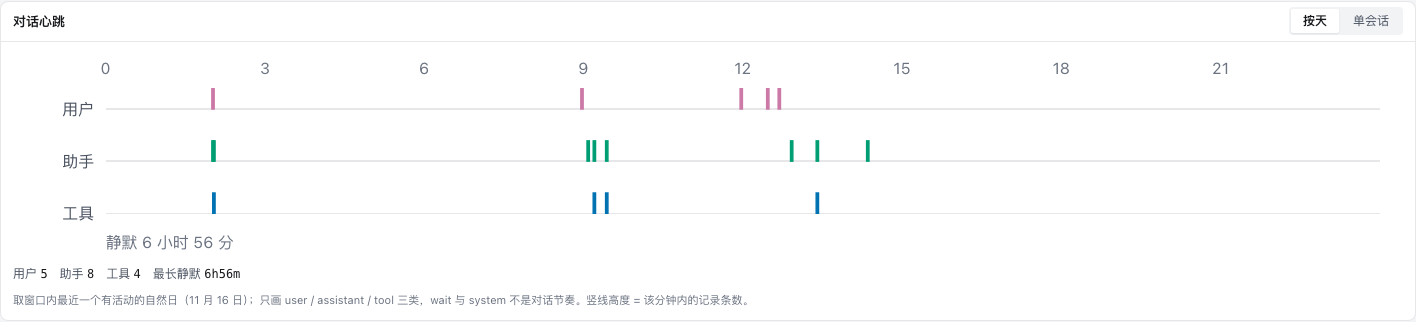 对话心跳
按天 单会话
0 3 6 9 12 15 18 21
用户
助手
工具
静默 6 小时 56 分
用户 5 助手 8 工具 4 最长静默 6h56m
取窗口内最近一个有活动的自然日（11 月 16 日）；只画 user / assistant / tool 三类，wait 与 system 不是对话节奏。竖线高度 = 该分钟内的记录条数。